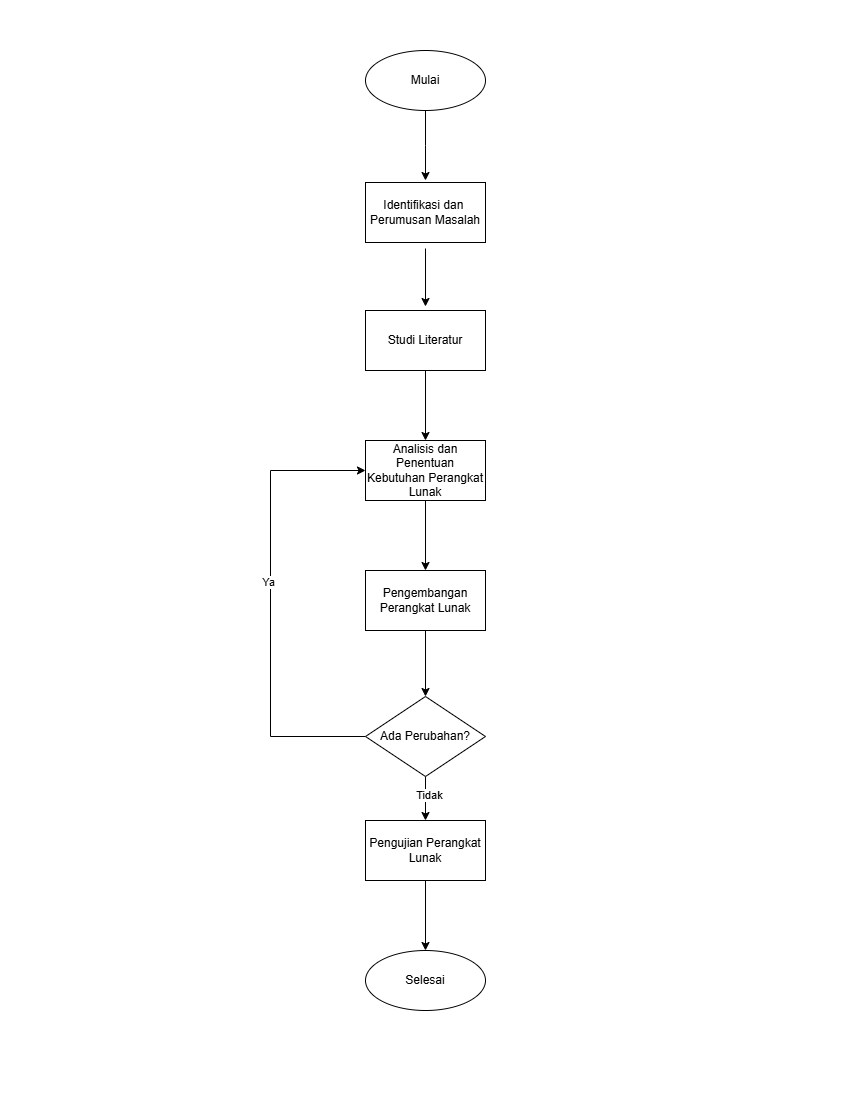 Mulai
Identifikasi dan
Perumusan Masalah
Studi Literatur
Analisis dan
Penentuan
Kebutuhan Perangkat
Lunak
Ya
Pengembangan
Perangkat Lunak
Ada Perubahan?
Tidak
Pengujian Perangkat
Lunak
Selesai